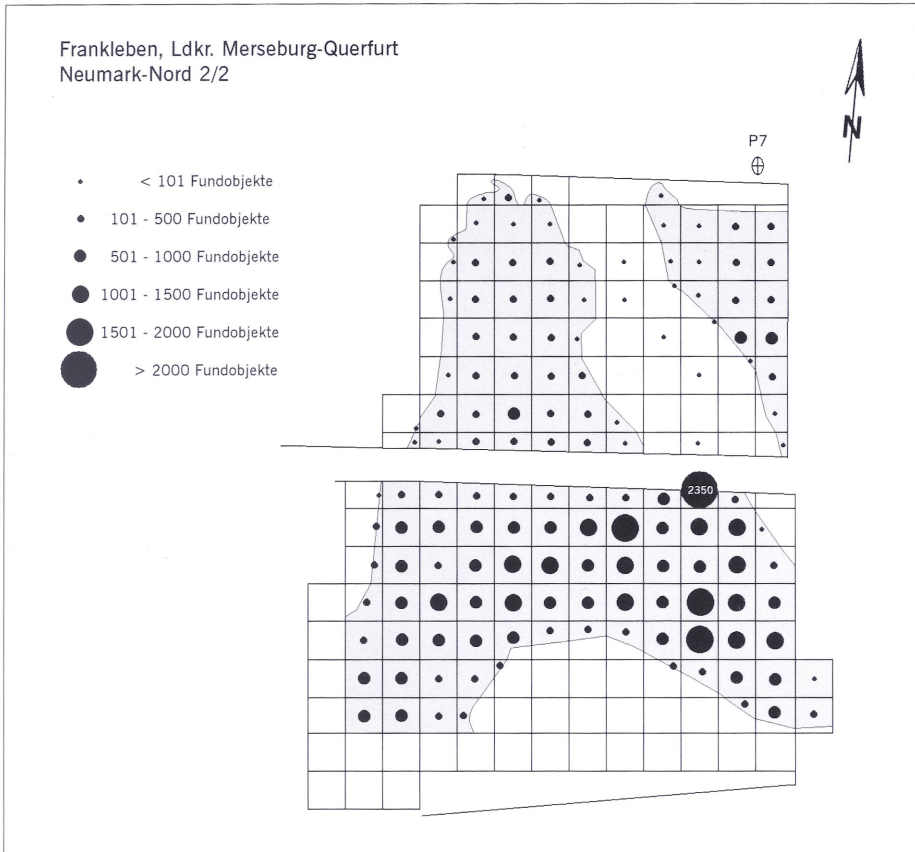 Frankleben, Ldkr. Merseburg-Querfurt
Neumark-Nord 2/2
N
P7
< 101 Fundobjekte
101 - 500 Fundobjekte
501 - 1000 Fundobjekte
1001 - 1500 Fundobjekte
1501 - 2000 Fundobjekte
> 2000 Fundobjekte
2350